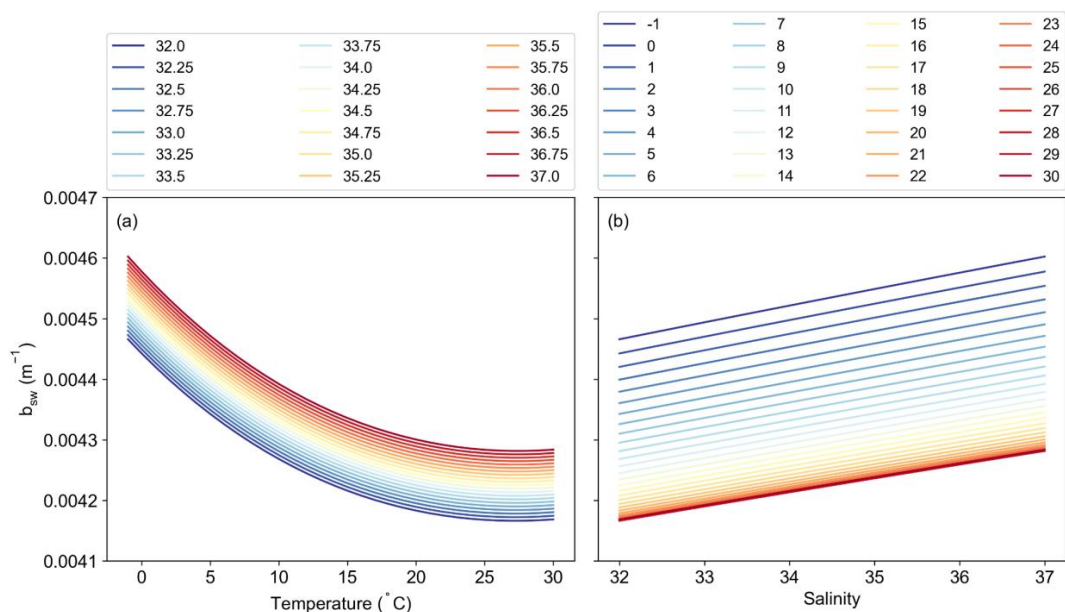 32.0 33.75 35.5
32.25 34.0 35.75
32.5 34.25 36.0
32.75 34.5 36.25
33.0 34.75 36.5
33.25 35.0 36.75
33.5 35.25 37.0
-1 7 15 23
0 8 16 24
1 9 17 25
2 10 18 26
3 11 19 27
4 12 20 28
5 13 21 29
6 14 22 30
(a)
0.0047
0.0046
0.0045
0.0044
0.0043
0.0042
0.0041
b_sw (m⁻¹)
0 5 10 15 20 25 30
Temperature (°C)
(b)
32 33 34 35 36 37
Salinity